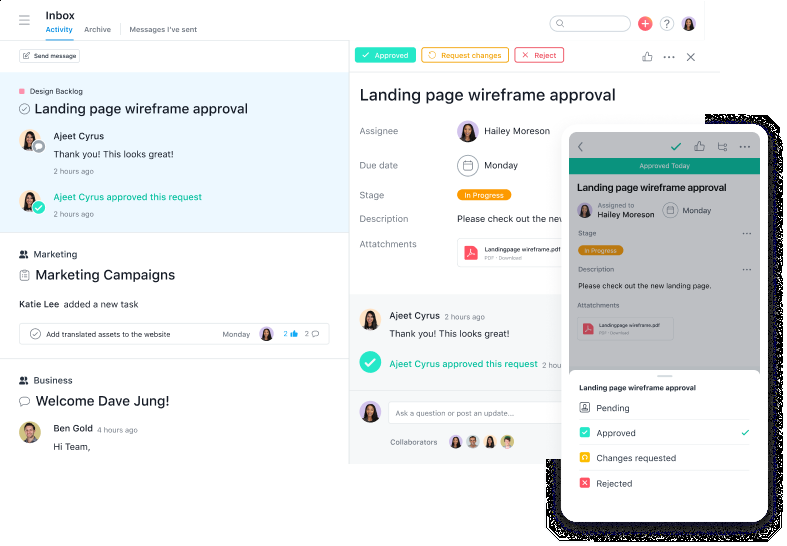 Inbox
Activity Archive Messages I've sent
?
Send message
Design Backlog
Landing page wireframe approval
Ajeet Cyrus
Thank you! This looks great!
2 hours ago
Ajeet Cyrus approved this request
2 hours ago
Marketing
Marketing Campaigns
Katie Lee added a new task
Add translated assets to the website Monday 2 2
Business
Welcome Dave Jung!
Ben Gold 4 hours ago
Hi Team,
Approved Request changes Reject
Landing page wireframe approval
Assignee Hailey Moreson
Due date Monday
Stage In Progress
Description Please check out the new
Attatchments Landingpage wireframe.pdf
PDF · Download
Ajeet Cyrus 2 hours ago
Thank you! This looks great!
Ajeet Cyrus approved this request 2 hou
Ask a question or post an update...
Collaborators
Approved Today
Landing page wireframe approval
Assigned to
Hailey Moreson Monday
Stage
In Progress
Description
Please check out the new landing page.
Attatchments
Landingpage wireframe.pdf
PDF · Download
Landing page wireframe approval
Pending
Approved
Changes requested
Rejected